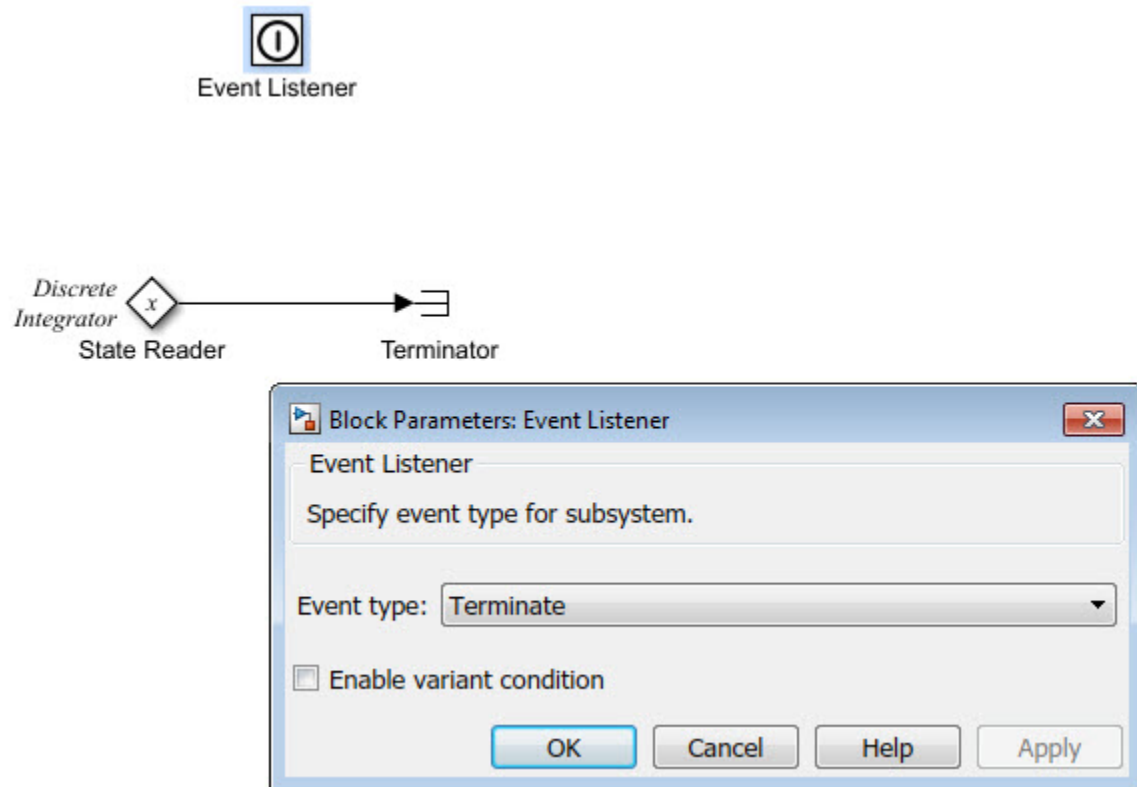 Event Listener
Discrete
Integrator
x
State Reader
Terminator
Block Parameters: Event Listener
Event Listener
Specify event type for subsystem.
Event type: Terminate
Enable variant condition
OK Cancel Help Apply